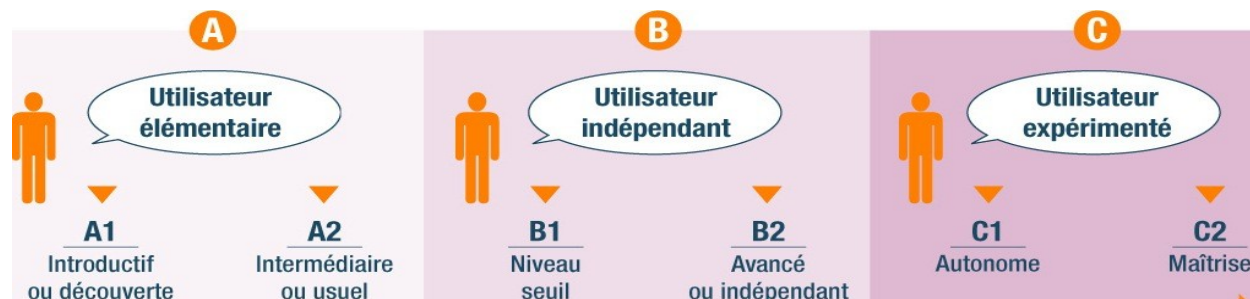 A
B
C
Utilisateur
élémentaire
Utilisateur
indépendant
Utilisateur
expérimenté
A1
Introductif
ou découverte
A2
Intermédiaire
ou usuel
B1
Niveau
seuil
B2
Avancé
ou indépendant
C1
Autonome
C2
Maîtrise